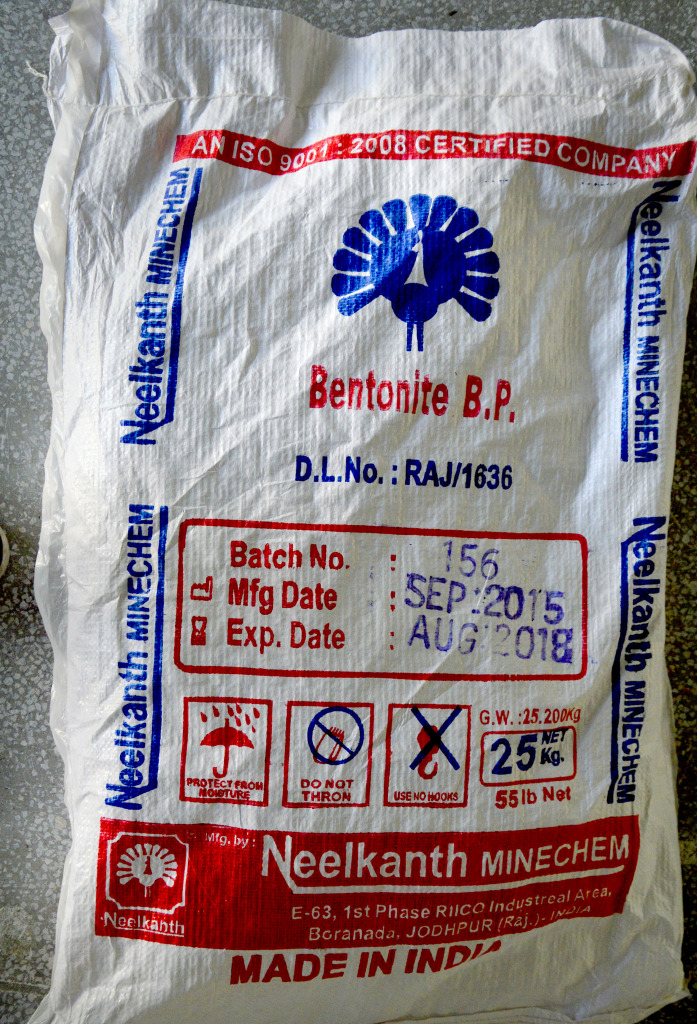 AN ISO 9001 : 2008 CERTIFIED COMPANY
Neelkanth MINECHEM
Neelkanth MINECHEM
Bentonite B.P.
D.L.No. : RAJ/1636
Neelkanth MINECHEM
Neelkanth MINECHEM
Batch No. : 156
Mfg Date : SEP.2015
Exp. Date : AUG 2018
PROTECT FROM
MOISTURE
DO NOT
THRON
USE NO HOOKS
G.W. :25.200Kg
25 NET Kg.
55lb Net
Mfg. by :
Neelkanth MINECHEM
Neelkanth
E-63, 1st Phase RIICO Industreal Area,
Boranada, JODHPUR (Raj.)- INDIA
MADE IN INDIA